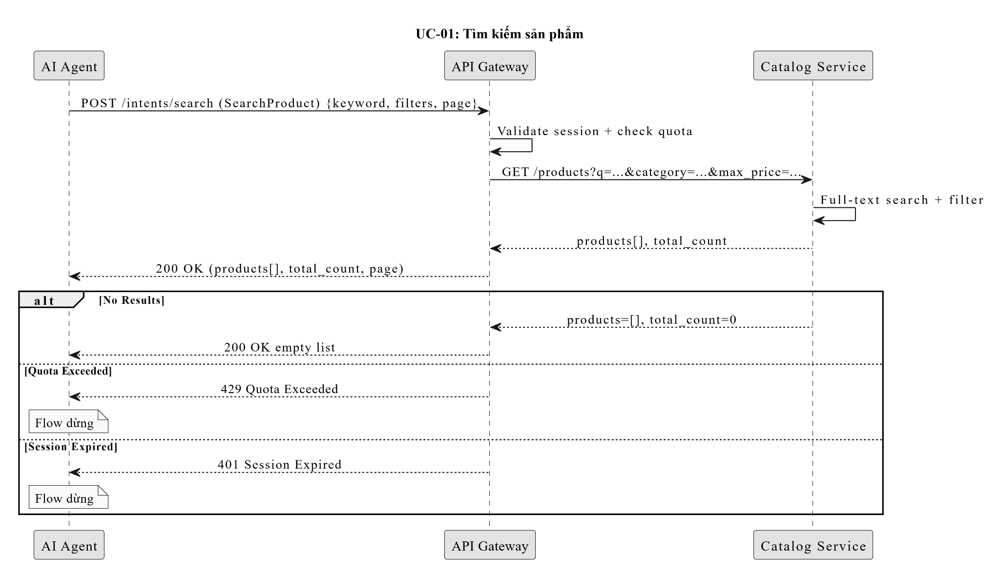 UC-01: Tìm kiếm sản phẩm
AI Agent
API Gateway
Catalog Service
POST /intents/search (SearchProduct) {keyword, filters, page}
Validate session + check quota
GET /products?q=...&category=...&max_price=...
Full-text search + filter
products[], total_count
200 OK (products[], total_count, page)
alt
[No Results]
products=[], total_count=0
200 OK empty list
[Quota Exceeded]
429 Quota Exceeded
Flow dừng
[Session Expired]
401 Session Expired
Flow dừng
AI Agent
API Gateway
Catalog Service